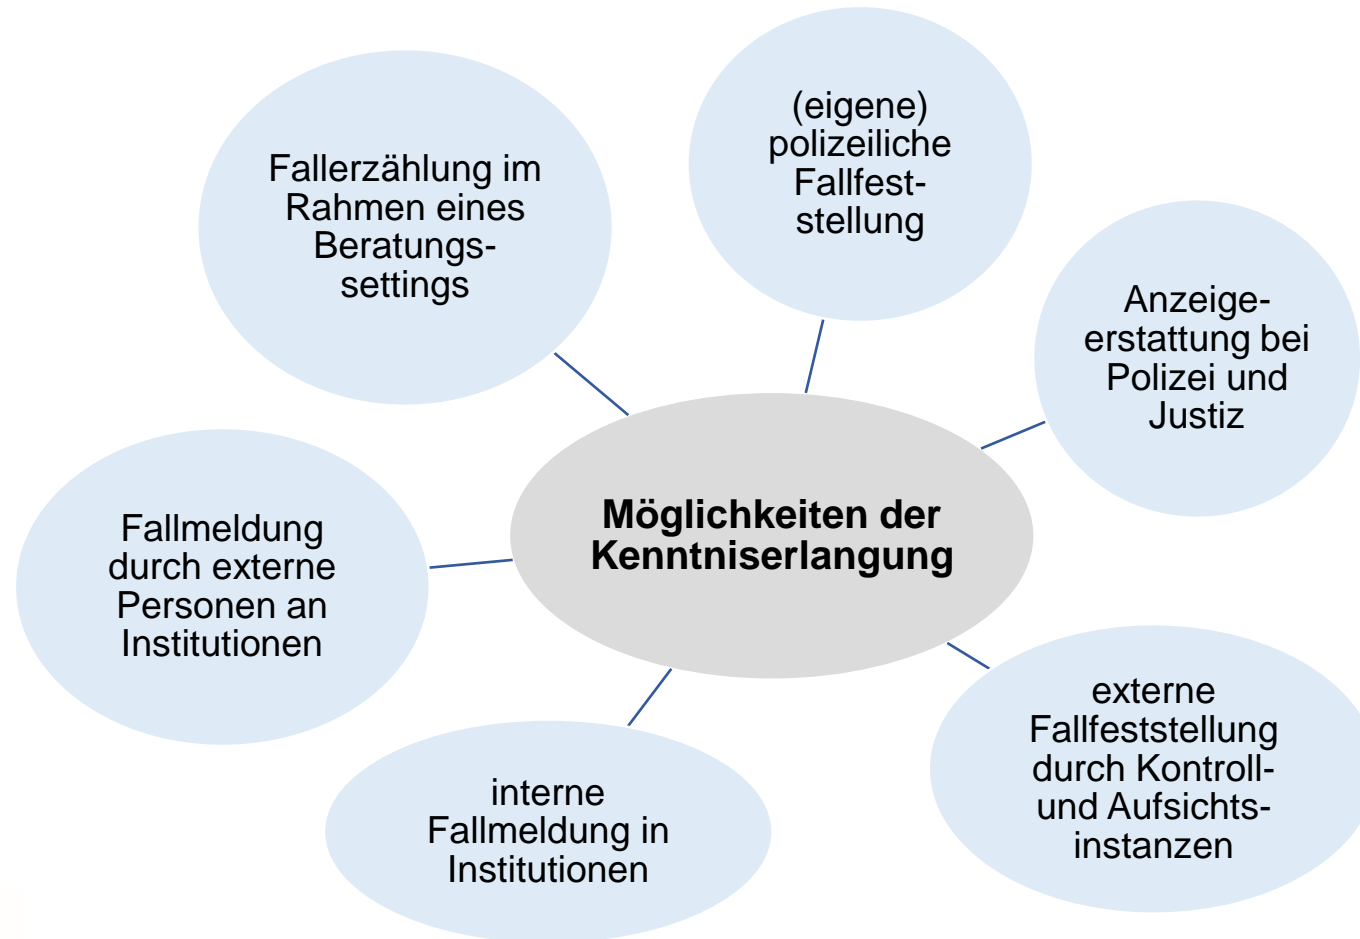 (eigene)
polizeiliche
Fallfest-
stellung
Fallerzählung im
Rahmen eines
Beratungs-
settings
Anzeige-
erstattung bei
Polizei und
Justiz
Möglichkeiten der
Kenntniserlangung
Fallmeldung
durch externe
Personen an
Institutionen
externe
Fallfeststellung
durch Kontroll-
und Aufsichts-
instanzen
interne
Fallmeldung in
Institutionen